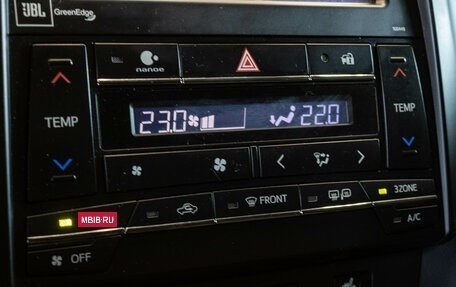 JBL GreenEdge
nanoe
23.0 22.0
TEMP TEMP
FRONT 3ZONE
MBIB-RU
A/C
OFF